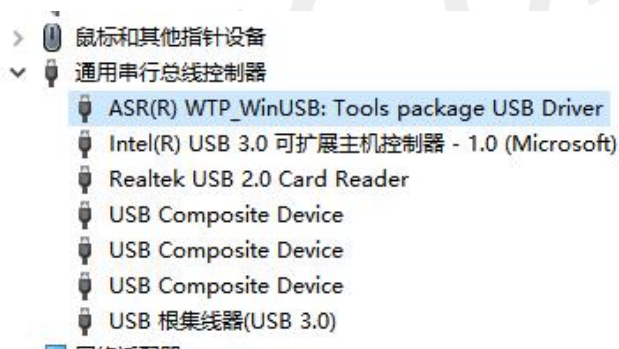 鼠标和其他指针设备
通用串行总线控制器
ASR(R) WTP_WinUSB: Tools package USB Driver
Intel(R) USB 3.0 可扩展主机控制器 - 1.0 (Microsoft)
Realtek USB 2.0 Card Reader
USB Composite Device
USB Composite Device
USB Composite Device
USB 根集线器(USB 3.0)